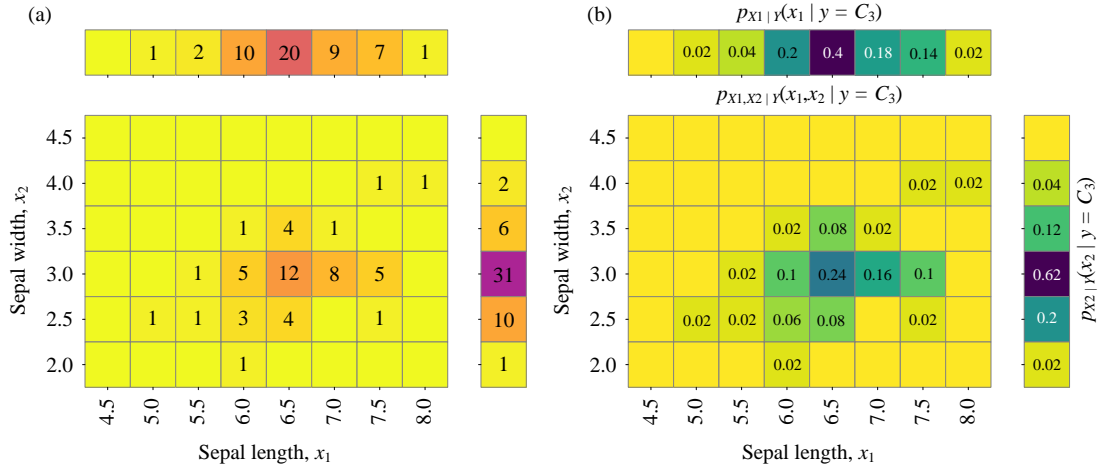 (a)
1 2 10 20 9 7 1
4.5
4.0 1 1 2
3.5 1 4 1 6
3.0 1 5 12 8 5 31
2.5 1 1 3 4 1 10
2.0 1 1
4.5 5.0 5.5 6.0 6.5 7.0 7.5 8.0
Sepal length, x1
Sepal width, x2
(b)
pX1 | Y(x1 | y = C3)
0.02 0.04 0.2 0.4 0.18 0.14 0.02
pX1,X2 | Y(x1,x2 | y = C3)
4.5
4.0 0.02 0.02 0.04
3.5 0.02 0.08 0.02 0.12
3.0 0.02 0.1 0.24 0.16 0.1 0.62
2.5 0.02 0.02 0.06 0.08 0.02 0.2
2.0 0.02 0.02
4.5 5.0 5.5 6.0 6.5 7.0 7.5 8.0
Sepal length, x1
Sepal width, x2
pX2 | Y(x2 | y = C3)